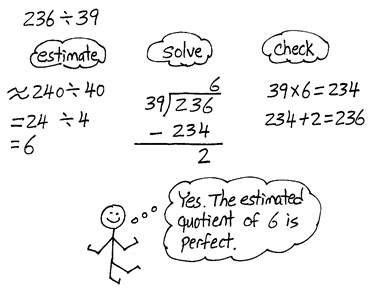 236÷39
estimate
≈240÷40
=24 ÷4
=6
solve
6
39)236
- 234
2
check
39×6=234
234+2=236
Yes. The estimated
quotient of 6 is
perfect.